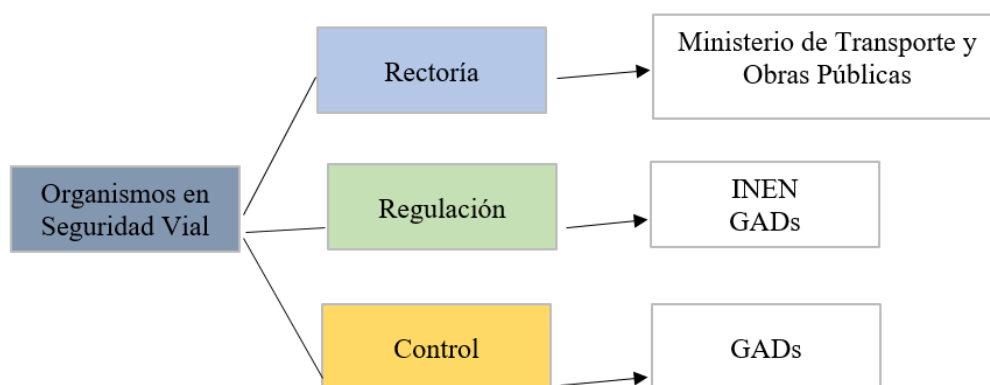 Rectoría
Ministerio de Transporte y
Obras Públicas
Organismos en
Seguridad Vial
Regulación
INEN
GADs
Control
GADs